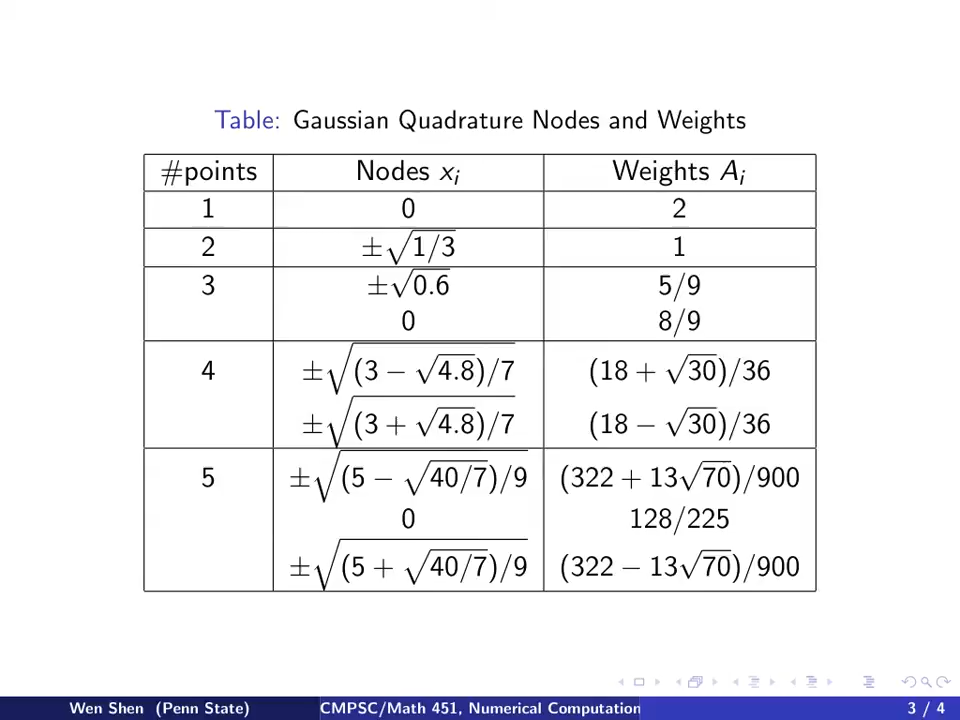 Table: Gaussian Quadrature Nodes and Weights
#points Nodes xᵢ Weights Aᵢ
1 0 2
2 ±√(1/3) 1
3 ±√0.6 5/9
0 8/9
4 ±√((3 − √4.8)/7) (18 + √30)/36
±√((3 + √4.8)/7) (18 − √30)/36
5 ±√((5 − √(40/7))/9) (322 + 13√70)/900
0 128/225
±√((5 + √(40/7))/9) (322 − 13√70)/900
Wen Shen (Penn State) CMPSC/Math 451, Numerical Computation 3 / 4